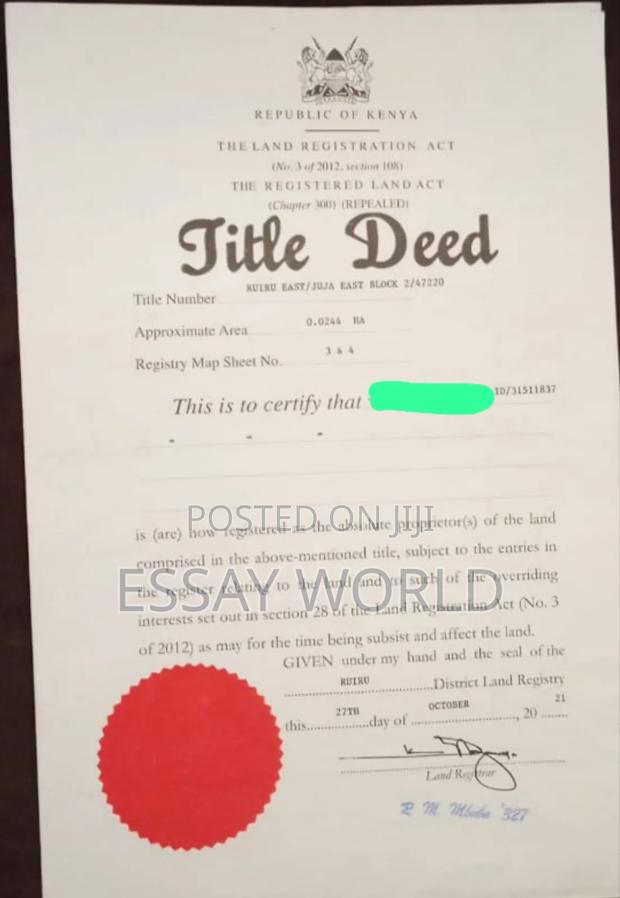 REPUBLIC OF KENYA
THE LAND REGISTRATION ACT
(No. 3 of 2012, section 108)
THE REGISTERED LAND ACT
(Chapter 300) (REPEALED)
Title Deed
Title Number RUIRU EAST/JUJA EAST BLOCK 2/47220
Approximate Area 0.0244 HA
Registry Map Sheet No. 3 & 4
This is to certify that ID/31511837
- - -
POSTED ON JIJI
is (are) now registered as the absolute proprietor(s) of the land
comprised in the above-mentioned title, subject to the entries in
ESSAY WORLD
the register relating to the land and to such of the overriding
interests set out in section 28 of the Land Registration Act (No. 3
of 2012) as may for the time being subsist and affect the land.
GIVEN under my hand and the seal of the
RUIRU District Land Registry
this 27TH day of OCTOBER, 20 21
Land Registrar
R. M. Mbuba *327